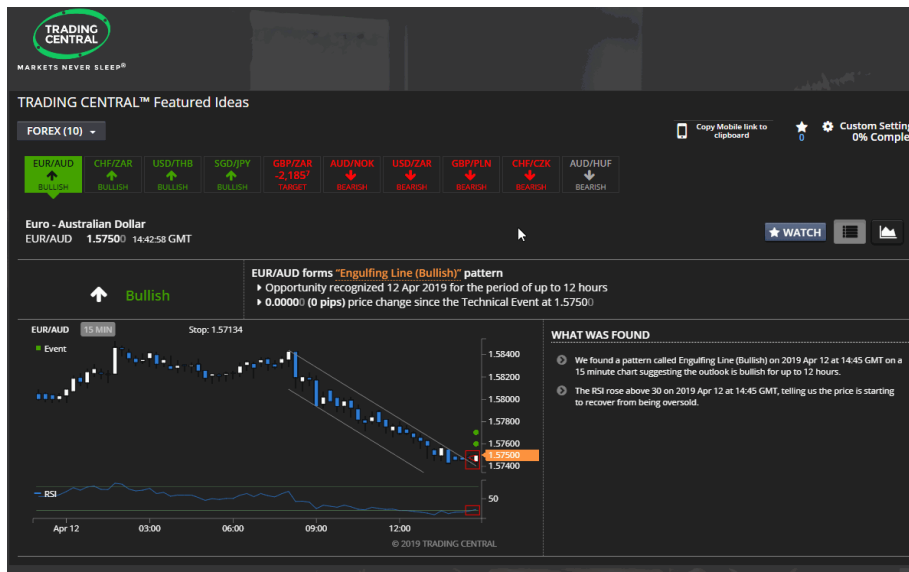 TRADING
CENTRAL
MARKETS NEVER SLEEP®
TRADING CENTRAL™ Featured Ideas
FOREX (10)
Copy Mobile link to
clipboard
0
Custom Setting
0% Comple
EUR/AUD
BULLISH
CHF/ZAR
BULLISH
USD/THB
BULLISH
SGD/JPY
BULLISH
GBP/ZAR
-2,185⁷
TARGET
AUD/NOK
BEARISH
USD/ZAR
BEARISH
GBP/PLN
BEARISH
CHF/CZK
BEARISH
AUD/HUF
BEARISH
Euro - Australian Dollar
EUR/AUD 1.57500 14:42:58 GMT
WATCH
Bullish
EUR/AUD forms "Engulfing Line (Bullish)" pattern
Opportunity recognized 12 Apr 2019 for the period of up to 12 hours
0.00000 (0 pips) price change since the Technical Event at 1.57500
EUR/AUD 15 MIN Stop: 1.57134
Event
1.58400
1.58200
1.58000
1.57800
1.57600
1.57500
1.57400
RSI
50
Apr 12 03:00 06:00 09:00 12:00
© 2019 TRADING CENTRAL
WHAT WAS FOUND
We found a pattern called Engulfing Line (Bullish) on 2019 Apr 12 at 14:45 GMT on a
15 minute chart suggesting the outlook is bullish for up to 12 hours.
The RSI rose above 30 on 2019 Apr 12 at 14:45 GMT, telling us the price is starting
to recover from being oversold.